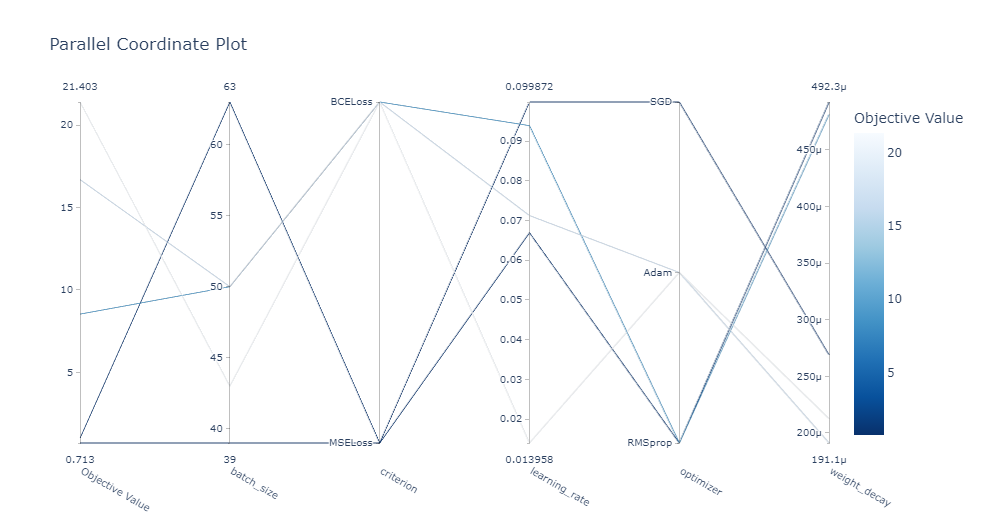 Parallel Coordinate Plot
21.403
63
0.099872
492.3µ
20
15
10
5
0.713
Objective Value
60
55
50
45
40
39
batch_size
BCELoss
MSELoss
criterion
0.09
0.08
0.07
0.06
0.05
0.04
0.03
0.02
0.013958
learning_rate
SGD
Adam
RMSprop
optimizer
450µ
400µ
350µ
300µ
250µ
200µ
191.1µ
weight_decay
Objective Value
20
15
10
5